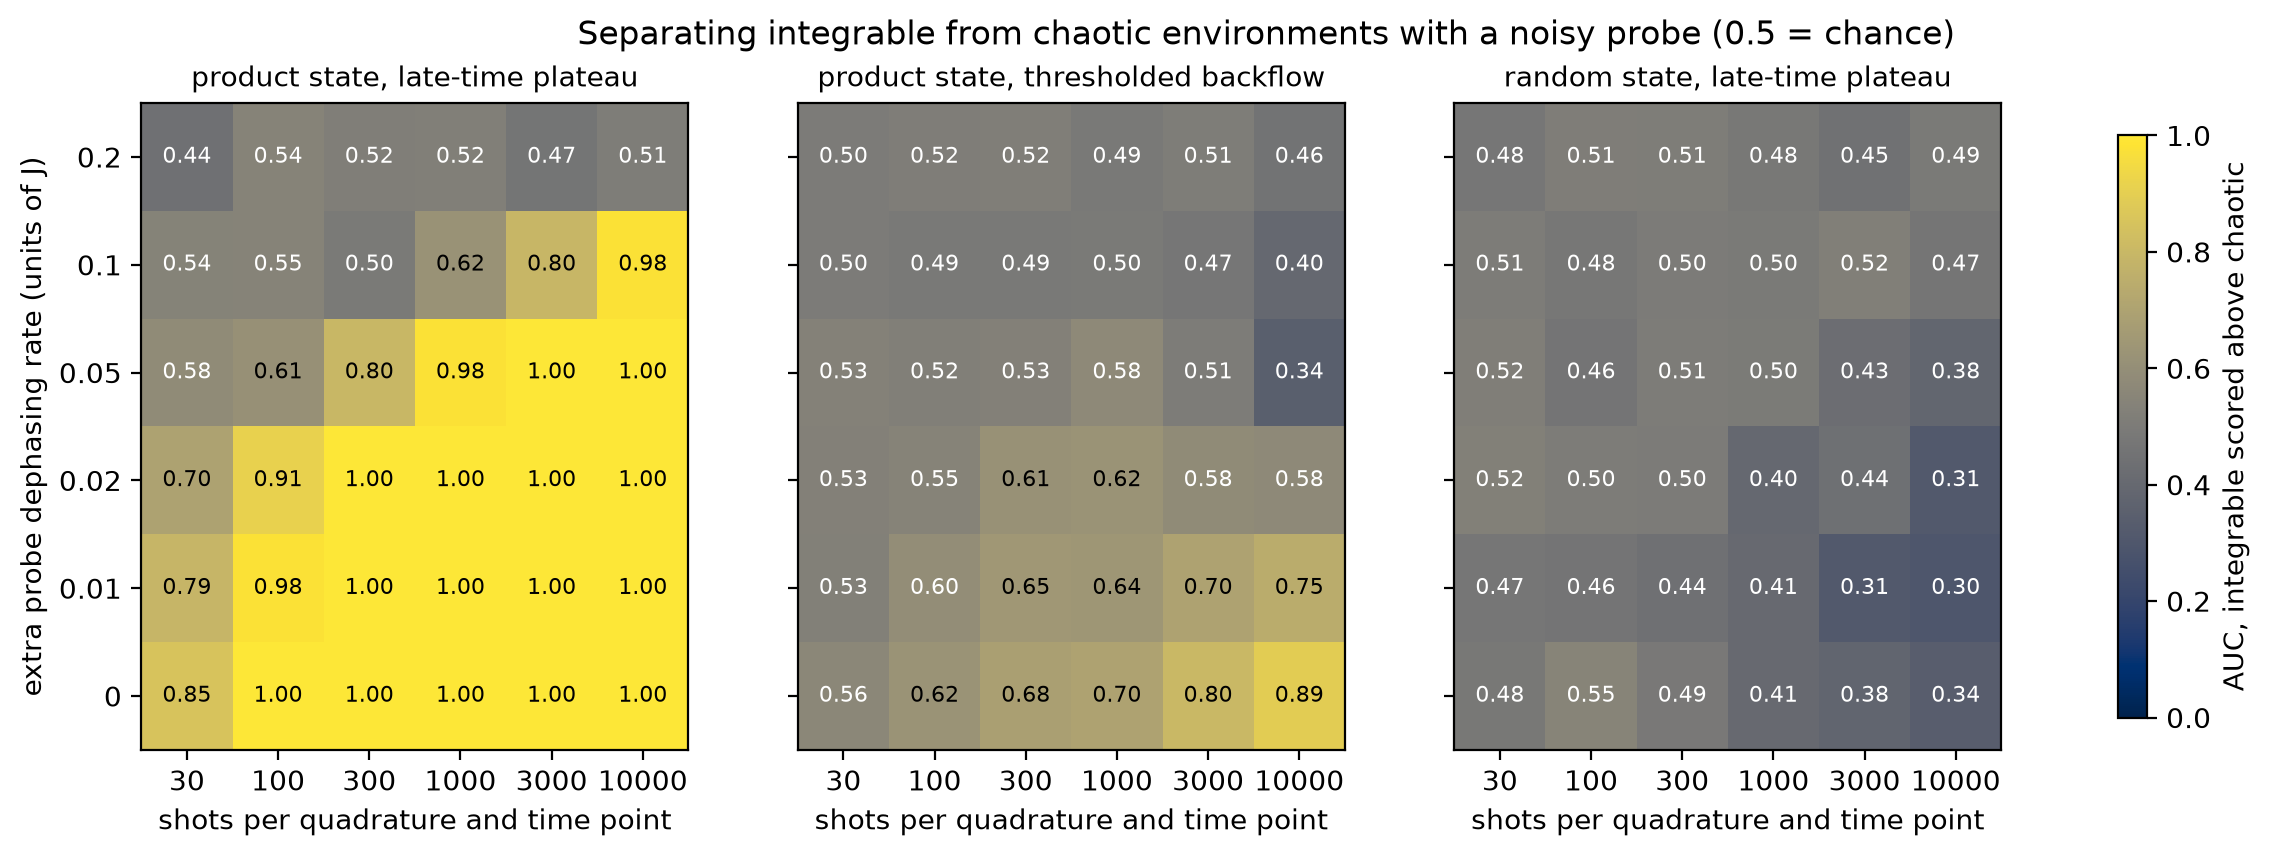 Separating integrable from chaotic environments with a noisy probe (0.5 = chance)
product state, late-time plateau
extra probe dephasing rate (units of J)
0.2 0.44 0.54 0.52 0.52 0.47 0.51
0.1 0.54 0.55 0.50 0.62 0.80 0.98
0.05 0.58 0.61 0.80 0.98 1.00 1.00
0.02 0.70 0.91 1.00 1.00 1.00 1.00
0.01 0.79 0.98 1.00 1.00 1.00 1.00
0 0.85 1.00 1.00 1.00 1.00 1.00
30 100 300 1000 3000 10000
shots per quadrature and time point
product state, thresholded backflow
0.50 0.52 0.52 0.49 0.51 0.46
0.50 0.49 0.49 0.50 0.47 0.40
0.53 0.52 0.53 0.58 0.51 0.34
0.53 0.55 0.61 0.62 0.58 0.58
0.53 0.60 0.65 0.64 0.70 0.75
0.56 0.62 0.68 0.70 0.80 0.89
30 100 300 1000 3000 10000
shots per quadrature and time point
random state, late-time plateau
0.48 0.51 0.51 0.48 0.45 0.49
0.51 0.48 0.50 0.50 0.52 0.47
0.52 0.46 0.51 0.50 0.43 0.38
0.52 0.50 0.50 0.40 0.44 0.31
0.47 0.46 0.44 0.41 0.31 0.30
0.48 0.55 0.49 0.41 0.38 0.34
30 100 300 1000 3000 10000
shots per quadrature and time point
1.0
0.8
0.6
0.4
0.2
0.0
AUC, integrable scored above chaotic